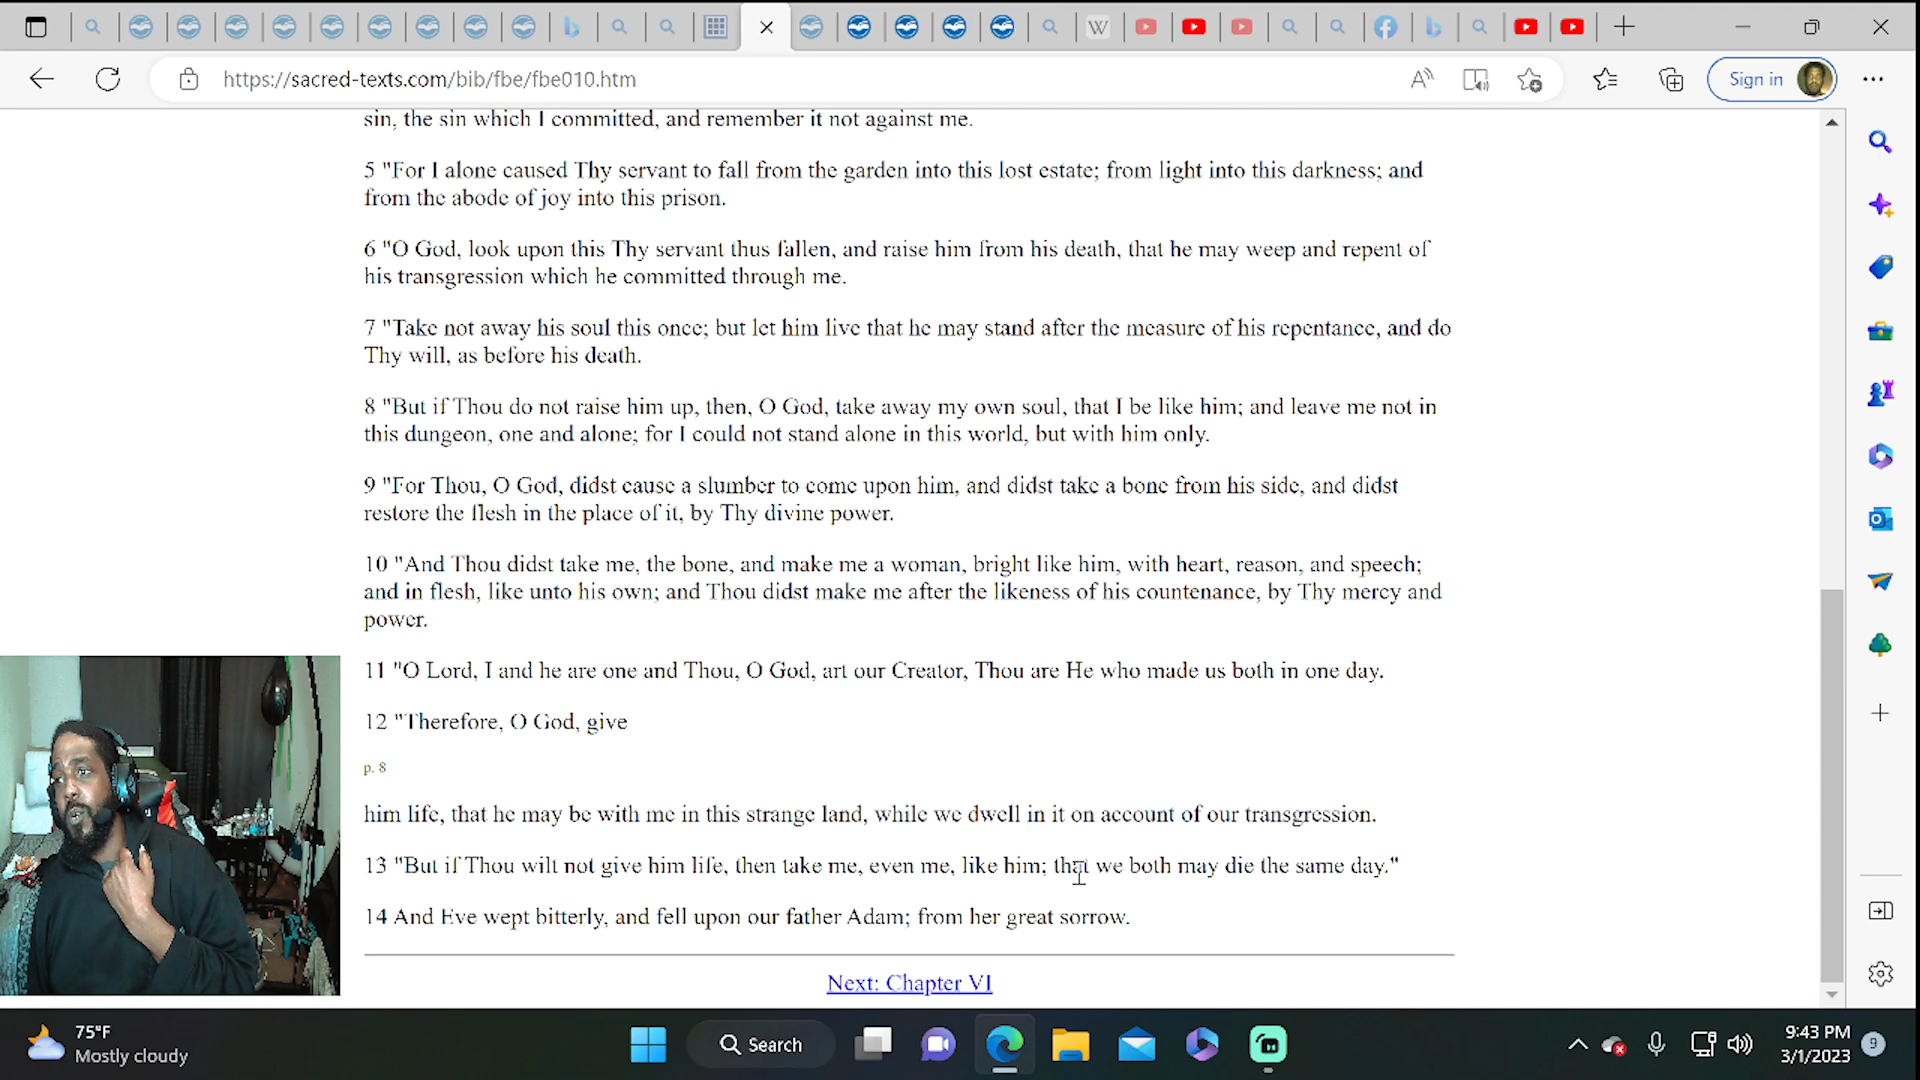 https://sacred-texts.com/bib/fbe/fbe010.htm
Sign in
sin, the sin which I committed, and remember it not against me.
5 "For I alone caused Thy servant to fall from the garden into this lost estate; from light into this darkness; and
from the abode of joy into this prison.
6 "O God, look upon this Thy servant thus fallen, and raise him from his death, that he may weep and repent of
his transgression which he committed through me.
7 "Take not away his soul this once; but let him live that he may stand after the measure of his repentance, and do
Thy will, as before his death.
8 "But if Thou do not raise him up, then, O God, take away my own soul, that I be like him; and leave me not in
this dungeon, one and alone; for I could not stand alone in this world, but with him only.
9 "For Thou, O God, didst cause a slumber to come upon him, and didst take a bone from his side, and didst
restore the flesh in the place of it, by Thy divine power.
10 "And Thou didst take me, the bone, and make me a woman, bright like him, with heart, reason, and speech;
and in flesh, like unto his own; and Thou didst make me after the likeness of his countenance, by Thy mercy and
power.
11 "O Lord, I and he are one and Thou, O God, art our Creator, Thou are He who made us both in one day.
12 "Therefore, O God, give
p. 8
him life, that he may be with me in this strange land, while we dwell in it on account of our transgression.
13 "But if Thou wilt not give him life, then take me, even me, like him; that we both may die the same day."
14 And Eve wept bitterly, and fell upon our father Adam; from her great sorrow.
Next: Chapter VI
75°F
Mostly cloudy
Search
9:43 PM
3/1/2023
9